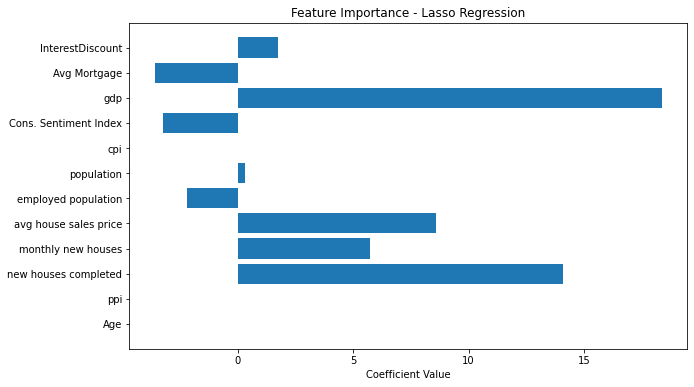 Feature Importance - Lasso Regression
InterestDiscount
Avg Mortgage
gdp
Cons. Sentiment Index
cpi
population
employed population
avg house sales price
monthly new houses
new houses completed
ppi
Age
0 5 10 15
Coefficient Value